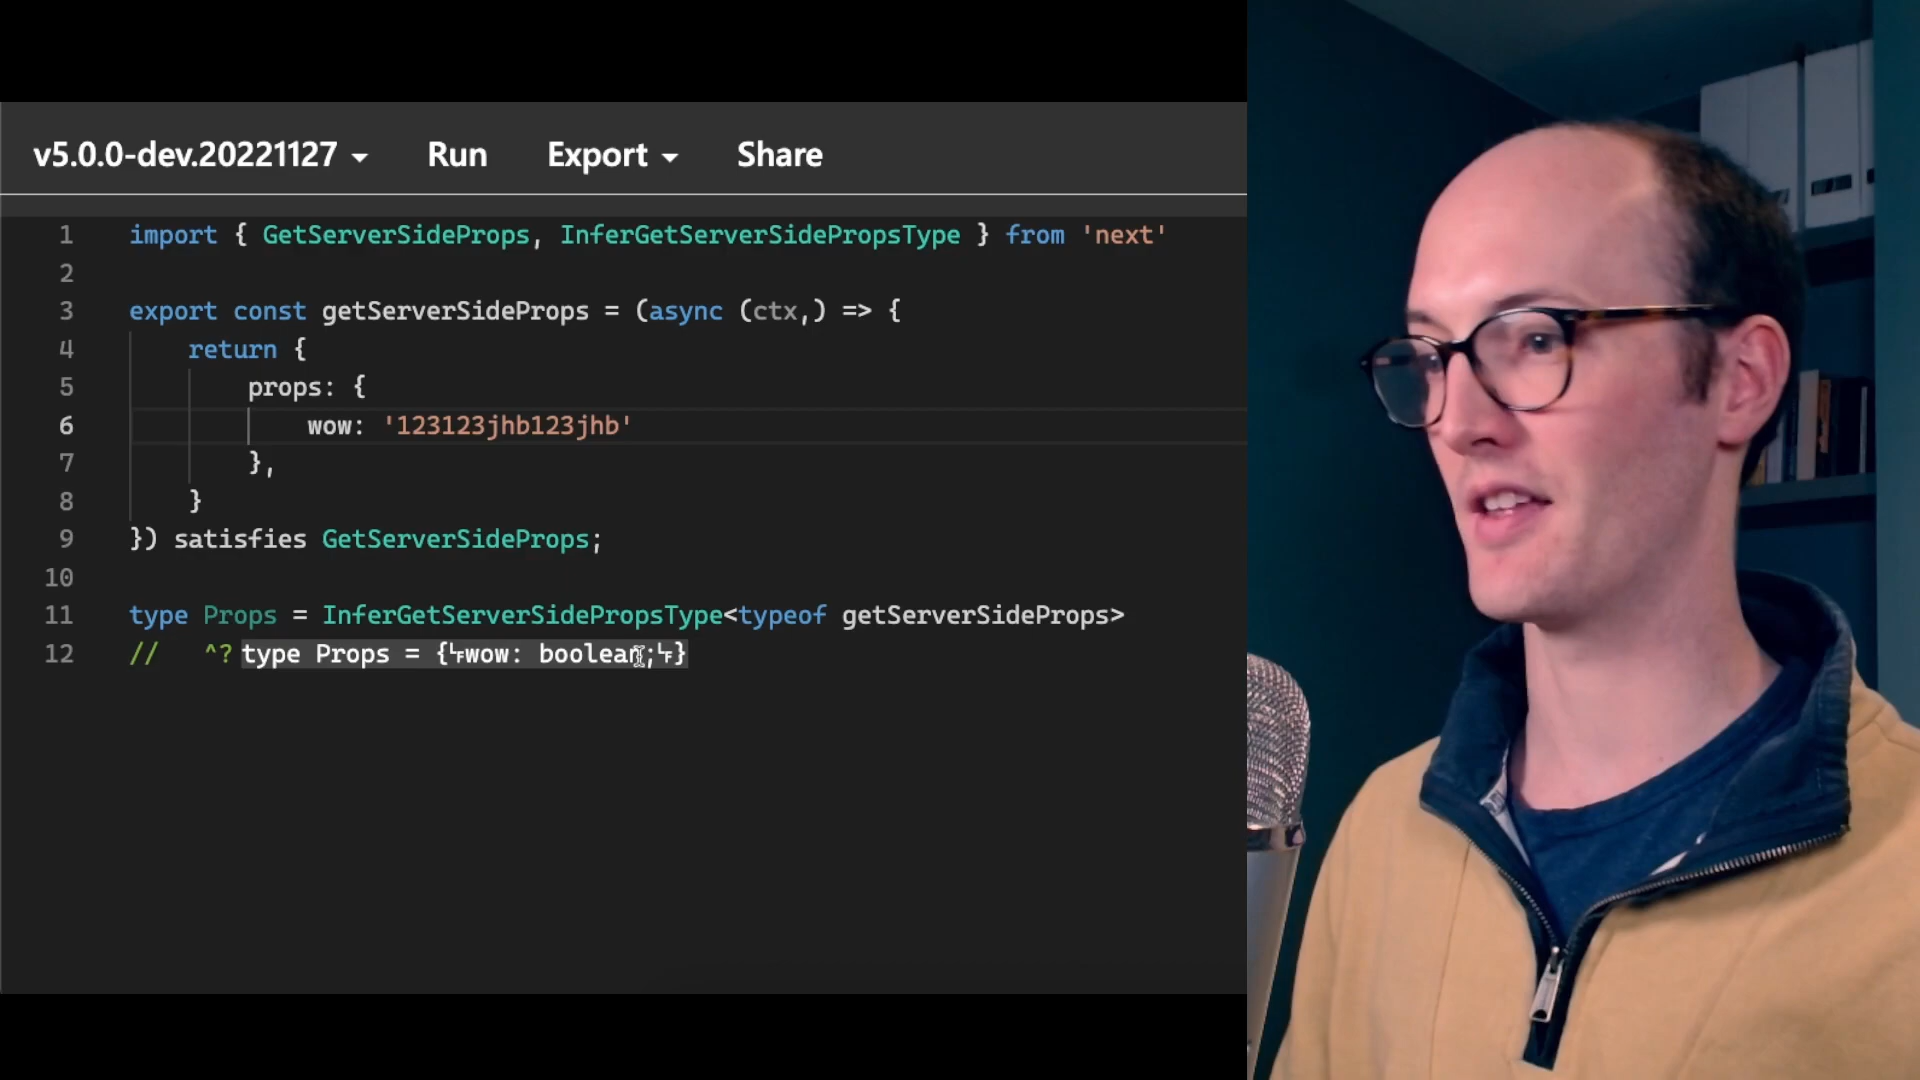 v5.0.0-dev.20221127 Run Export Share
1 import { GetServerSideProps, InferGetServerSidePropsType } from 'next'
2
3 export const getServerSideProps = (async (ctx,) => {
4 return {
5 props: {
6 wow: '123123jhb123jhb'
7 },
8 }
9 }) satisfies GetServerSideProps;
10
11 type Props = InferGetServerSidePropsType<typeof getServerSideProps>
12 // ^? type Props = {↳wow: boolean;↳}